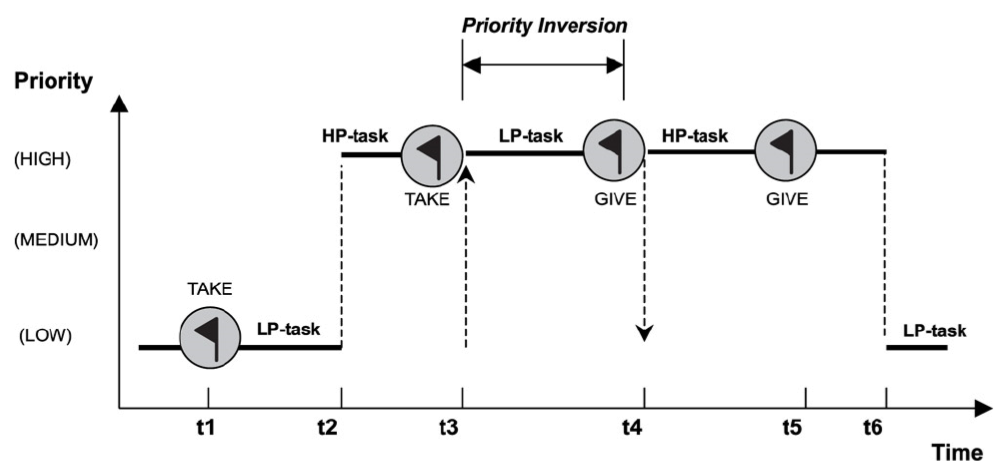 Priority Inversion
Priority
HP-task
LP-task
HP-task
(HIGH)
TAKE
GIVE
GIVE
(MEDIUM)
TAKE
(LOW)
LP-task
LP-task
t1
t2
t3
t4
t5
t6
Time